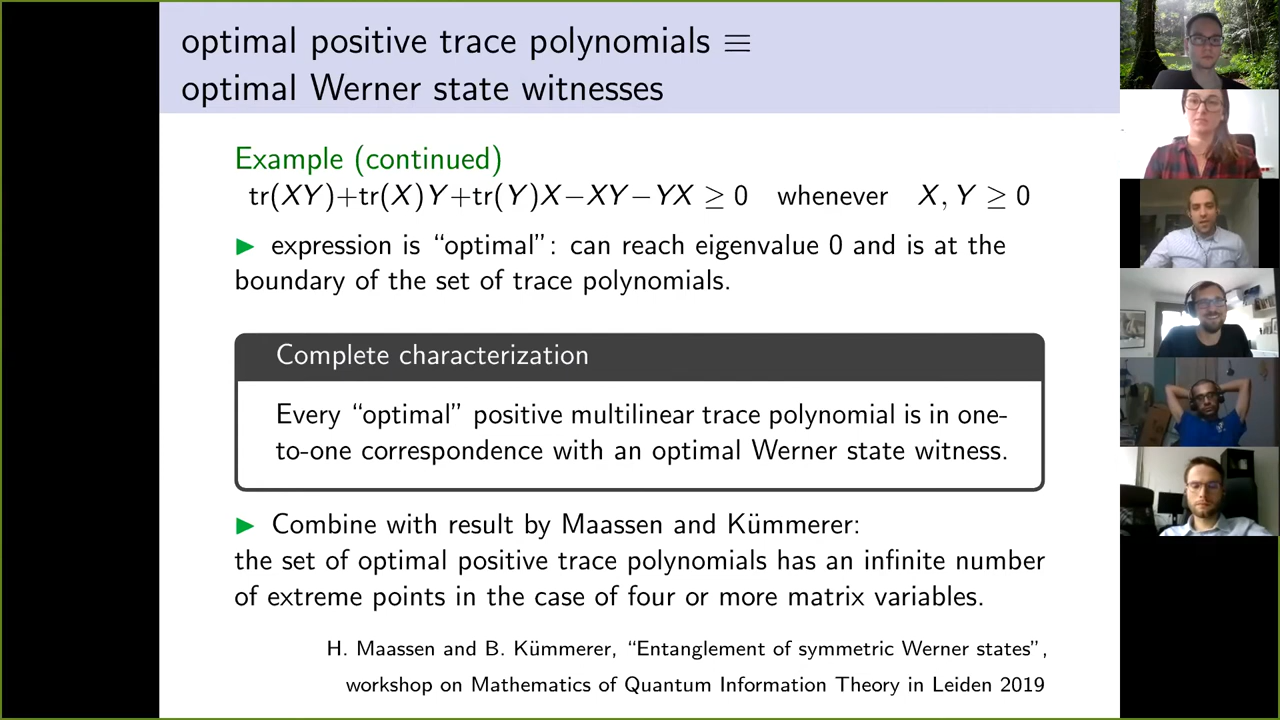 optimal positive trace polynomials ≡
optimal Werner state witnesses
Example (continued)
tr(XY)+tr(X)Y+tr(Y)X−XY−YX ≥ 0 whenever X, Y ≥ 0
▶ expression is “optimal”: can reach eigenvalue 0 and is at the
boundary of the set of trace polynomials.
Complete characterization
Every “optimal” positive multilinear trace polynomial is in one-
to-one correspondence with an optimal Werner state witness.
▶ Combine with result by Maassen and Kümmerer:
the set of optimal positive trace polynomials has an infinite number
of extreme points in the case of four or more matrix variables.
H. Maassen and B. Kümmerer, “Entanglement of symmetric Werner states”,
workshop on Mathematics of Quantum Information Theory in Leiden 2019